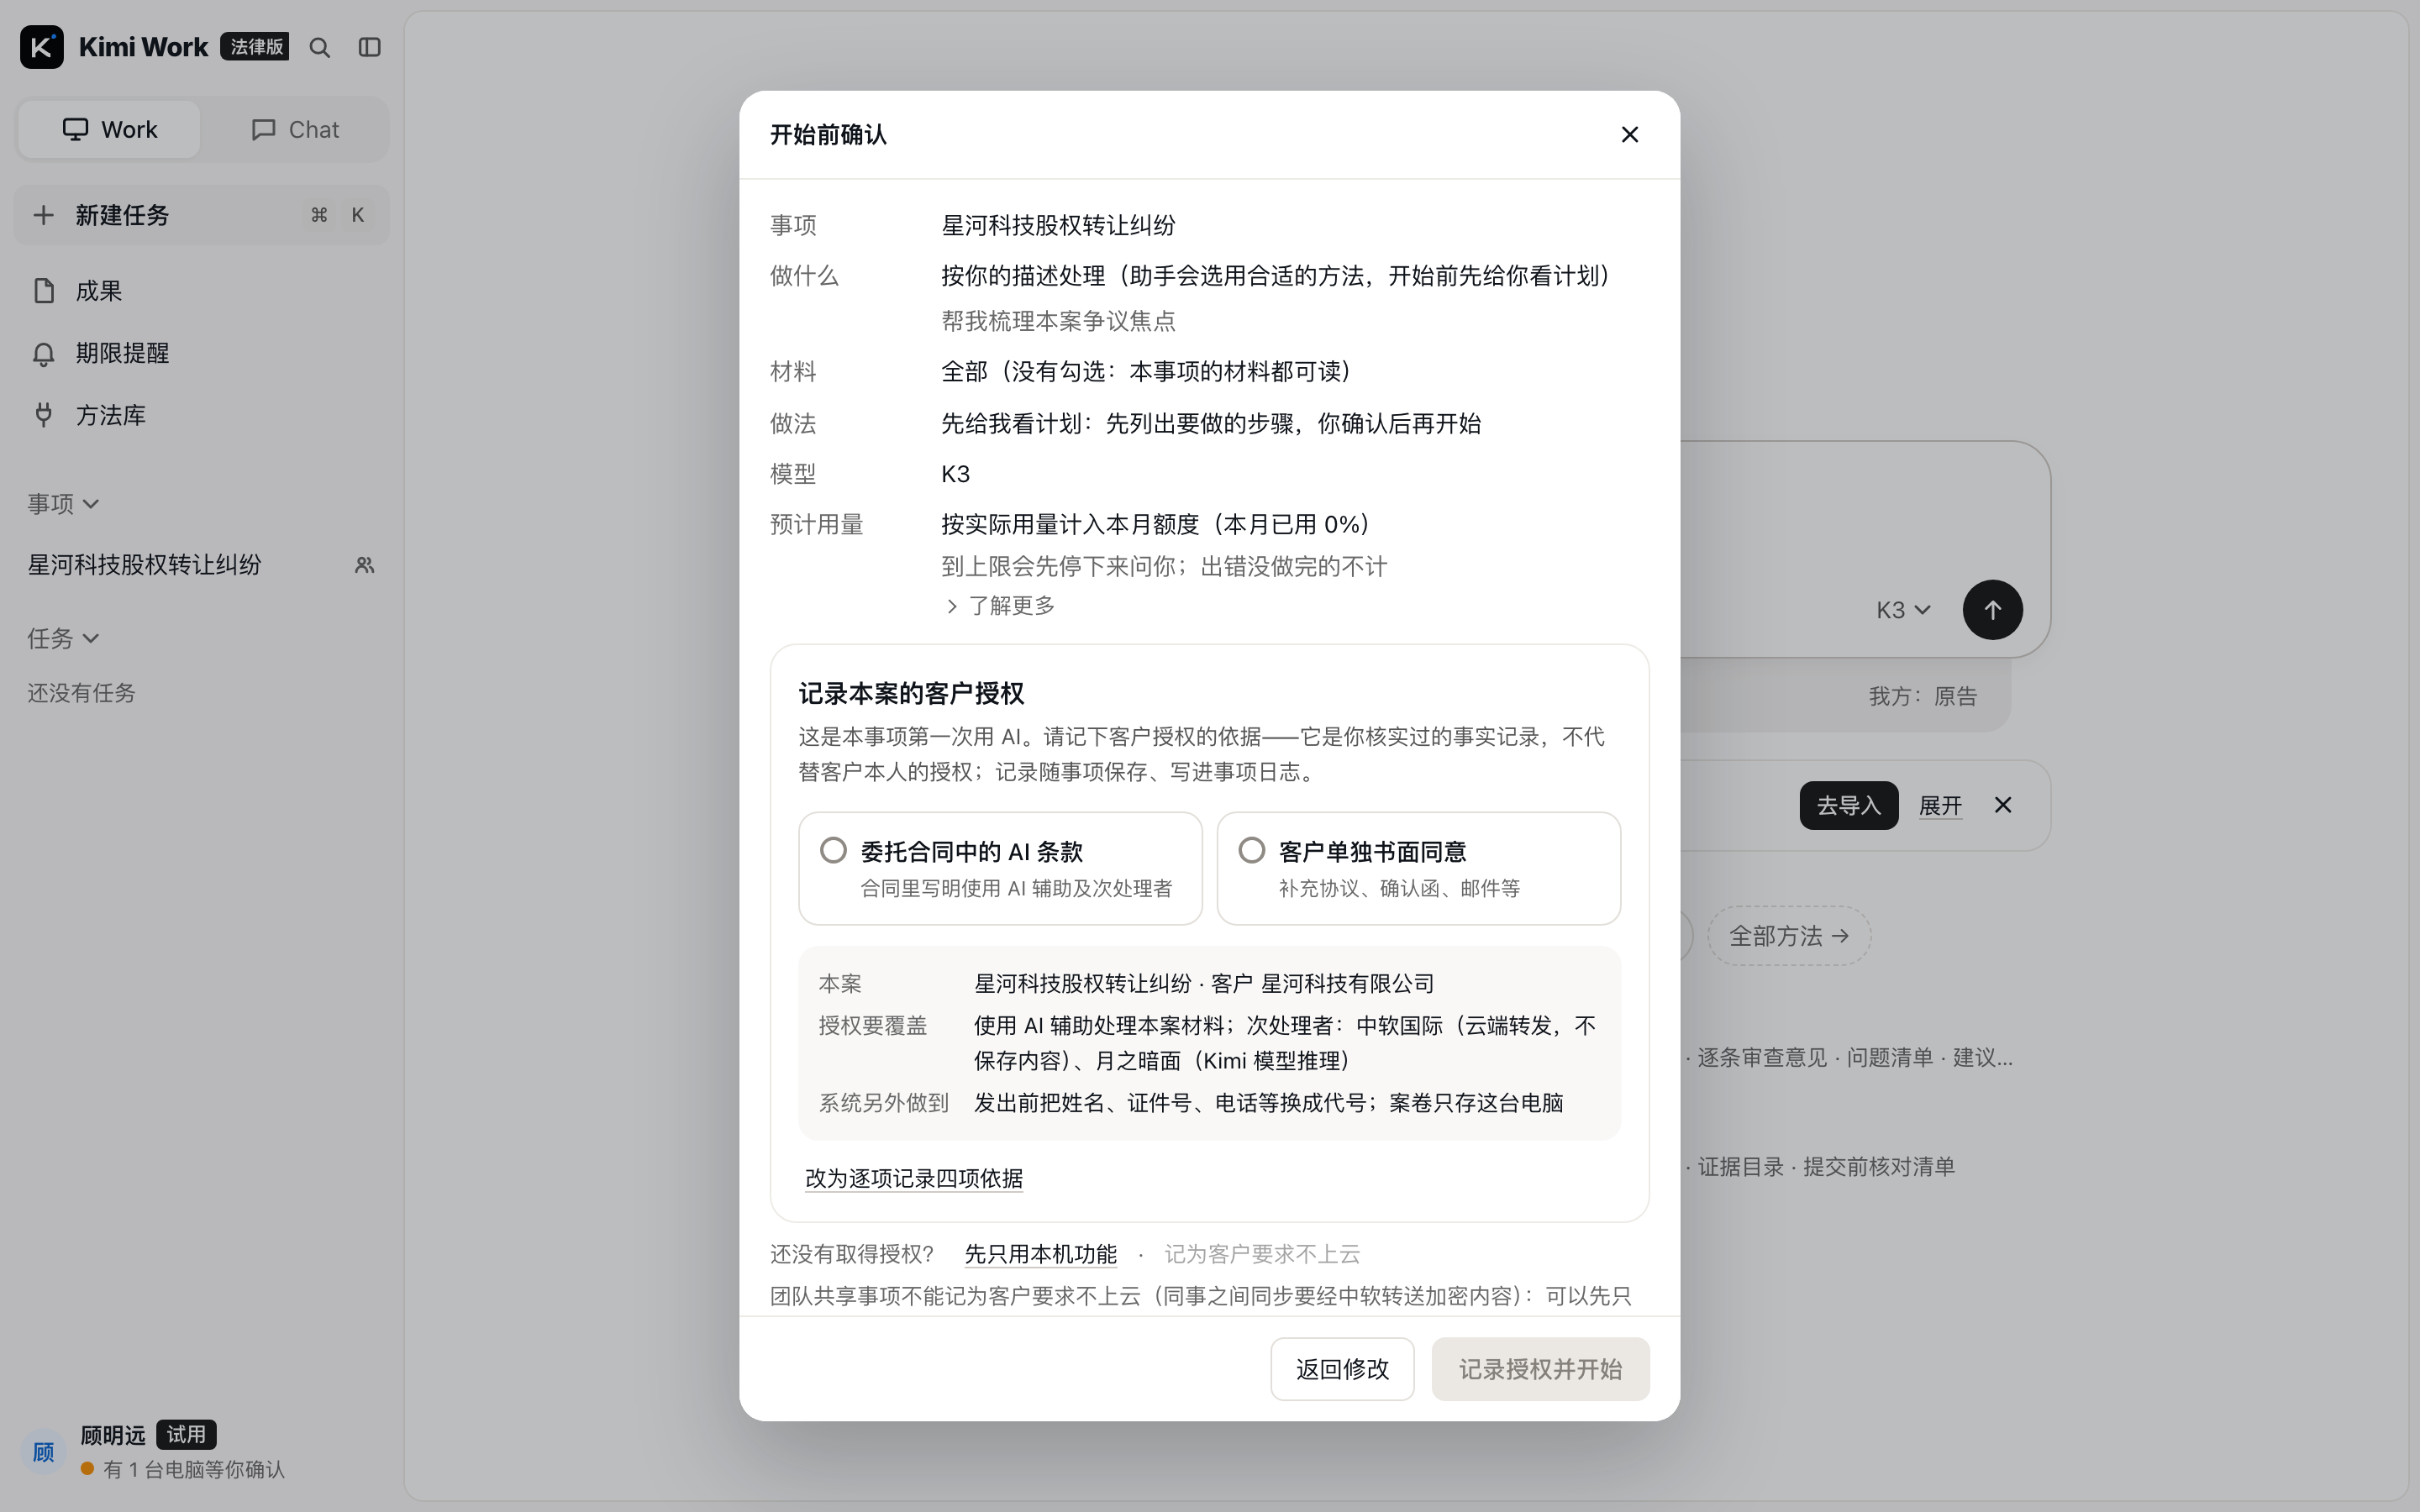 Kimi Work 法律版
Work
Chat
新建任务 ⌘ K
成果
期限提醒
方法库
事项
星河科技股权转让纠纷
任务
还没有任务
顾
顾明远 试用
有 1 台电脑等你确认
开始前确认
事项 星河科技股权转让纠纷
做什么 按你的描述处理（助手会选用合适的方法，开始前先给你看计划）
帮我梳理本案争议焦点
材料 全部（没有勾选：本事项的材料都可读）
做法 先给我看计划：先列出要做的步骤，你确认后再开始
模型 K3
预计用量 按实际用量计入本月额度（本月已用 0%）
到上限会先停下来问你；出错没做完的不计
了解更多
记录本案的客户授权
这是本事项第一次用 AI。请记下客户授权的依据——它是你核实过的事实记录，不代
替客户本人的授权；记录随事项保存、写进事项日志。
委托合同中的 AI 条款
合同里写明使用 AI 辅助及次处理者
客户单独书面同意
补充协议、确认函、邮件等
本案 星河科技股权转让纠纷 · 客户 星河科技有限公司
授权要覆盖 使用 AI 辅助处理本案材料；次处理者：中软国际（云端转发，不
保存内容）、月之暗面（Kimi 模型推理）
系统另外做到 发出前把姓名、证件号、电话等换成代号；案卷只存这台电脑
改为逐项记录四项依据
还没有取得授权？ 先只用本机功能 · 记为客户要求不上云
团队共享事项不能记为客户要求不上云（同事之间同步要经中软转送加密内容）：可以先只
返回修改
记录授权并开始
K3
我方：原告
去导入 展开
全部方法 →
· 逐条审查意见 · 问题清单 · 建议...
· 证据目录 · 提交前核对清单